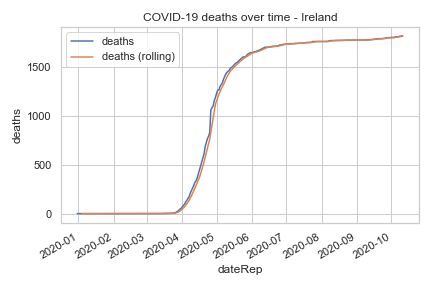 COVID-19 deaths over time - Ireland
deaths
deaths (rolling)
1500
1000
500
0
deaths
2020-01
2020-02
2020-03
2020-04
2020-05
2020-06
2020-07
2020-08
2020-09
2020-10
dateRep